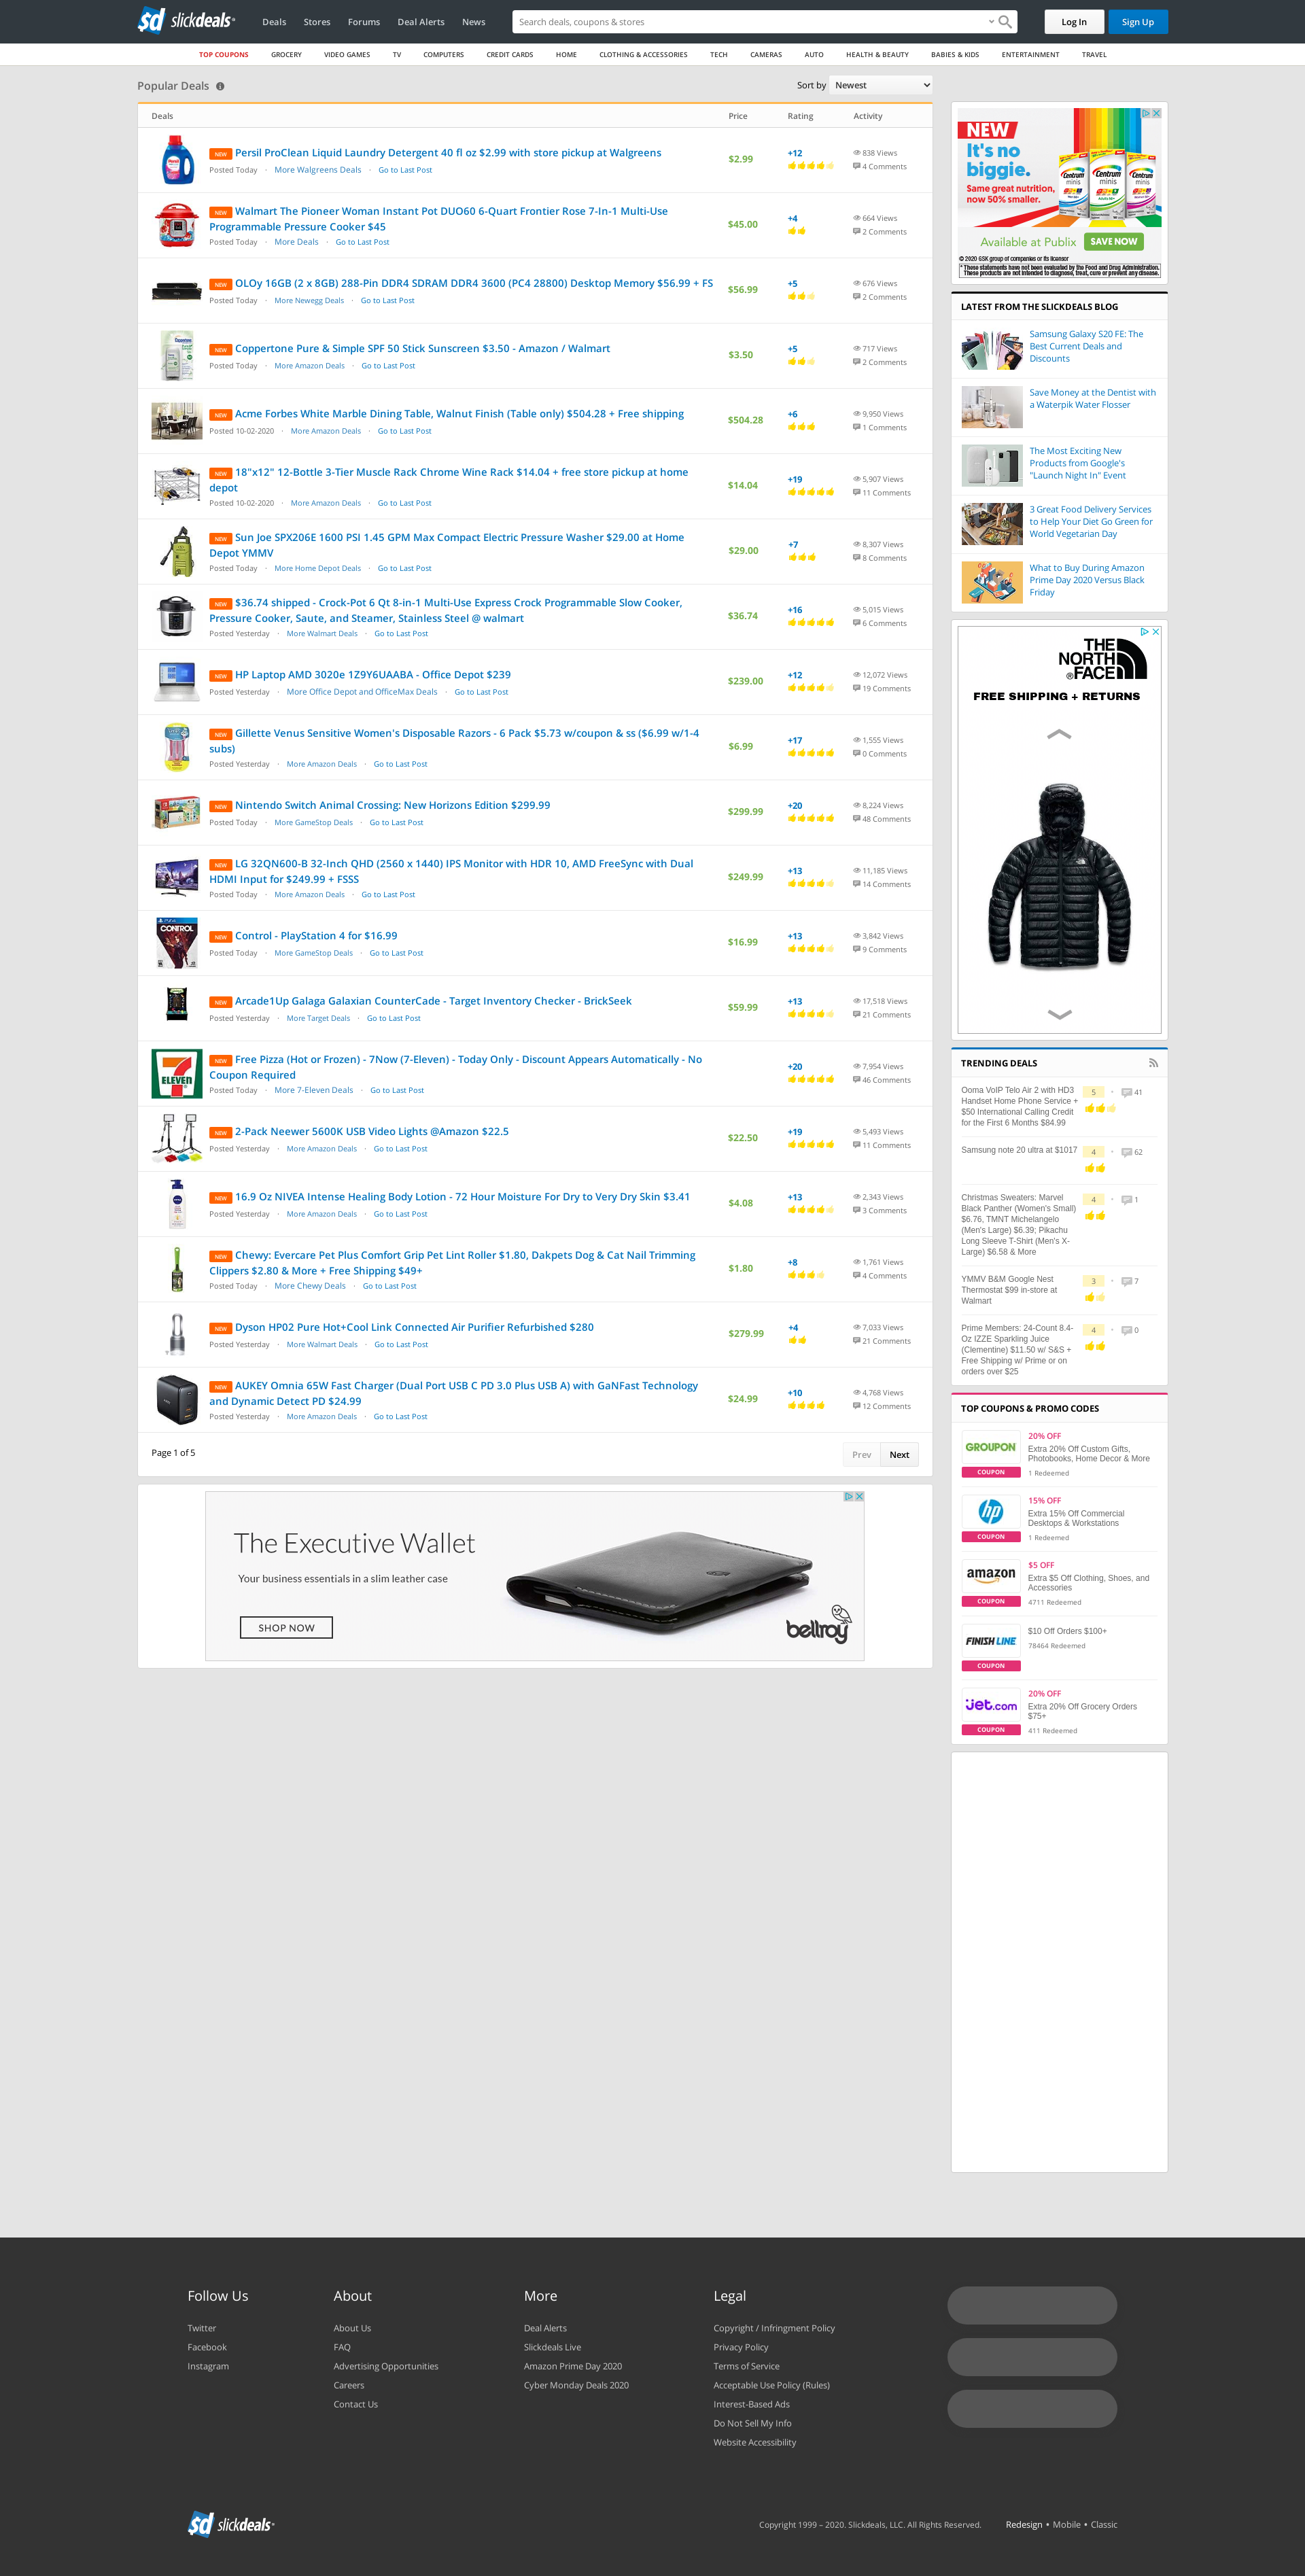 sd slickdeals
Deals
Stores
Forums
Deal Alerts
News
Search deals, coupons & stores
Log In
Sign Up
TOP COUPONS
GROCERY
VIDEO GAMES
TV
COMPUTERS
CREDIT CARDS
HOME
CLOTHING & ACCESSORIES
TECH
CAMERAS
AUTO
HEALTH & BEAUTY
BABIES & KIDS
ENTERTAINMENT
TRAVEL
Popular Deals
Sort by Newest
Deals Price Rating Activity
NEW Persil ProClean Liquid Laundry Detergent 40 fl oz $2.99 with store pickup at Walgreens
Posted Today · More Walgreens Deals · Go to Last Post
$2.99
+12
838 Views
4 Comments
NEW Walmart The Pioneer Woman Instant Pot DUO60 6-Quart Frontier Rose 7-In-1 Multi-Use
Programmable Pressure Cooker $45
Posted Today · More Deals · Go to Last Post
$45.00
+4
664 Views
2 Comments
NEW OLOy 16GB (2 x 8GB) 288-Pin DDR4 SDRAM DDR4 3600 (PC4 28800) Desktop Memory $56.99 + FS
Posted Today · More Newegg Deals · Go to Last Post
$56.99
+5
676 Views
2 Comments
NEW Coppertone Pure & Simple SPF 50 Stick Sunscreen $3.50 - Amazon / Walmart
Posted Today · More Amazon Deals · Go to Last Post
$3.50
+5
717 Views
2 Comments
NEW Acme Forbes White Marble Dining Table, Walnut Finish (Table only) $504.28 + Free shipping
Posted 10-02-2020 · More Amazon Deals · Go to Last Post
$504.28
+6
9,950 Views
1 Comments
NEW 18"x12" 12-Bottle 3-Tier Muscle Rack Chrome Wine Rack $14.04 + free store pickup at home
depot
Posted 10-02-2020 · More Amazon Deals · Go to Last Post
$14.04
+19
5,907 Views
11 Comments
NEW Sun Joe SPX206E 1600 PSI 1.45 GPM Max Compact Electric Pressure Washer $29.00 at Home
Depot YMMV
Posted Today · More Home Depot Deals · Go to Last Post
$29.00
+7
8,307 Views
8 Comments
NEW $36.74 shipped - Crock-Pot 6 Qt 8-in-1 Multi-Use Express Crock Programmable Slow Cooker,
Pressure Cooker, Saute, and Steamer, Stainless Steel @ walmart
Posted Yesterday · More Walmart Deals · Go to Last Post
$36.74
+16
5,015 Views
6 Comments
NEW HP Laptop AMD 3020e 1Z9Y6UAABA - Office Depot $239
Posted Yesterday · More Office Depot and OfficeMax Deals · Go to Last Post
$239.00
+12
12,072 Views
19 Comments
NEW Gillette Venus Sensitive Women's Disposable Razors - 6 Pack $5.73 w/coupon & ss ($6.99 w/1-4
subs)
Posted Yesterday · More Amazon Deals · Go to Last Post
$6.99
+17
1,555 Views
0 Comments
NEW Nintendo Switch Animal Crossing: New Horizons Edition $299.99
Posted Today · More GameStop Deals · Go to Last Post
$299.99
+20
8,224 Views
48 Comments
NEW LG 32QN600-B 32-Inch QHD (2560 x 1440) IPS Monitor with HDR 10, AMD FreeSync with Dual
HDMI Input for $249.99 + FSSS
Posted Today · More Amazon Deals · Go to Last Post
$249.99
+13
11,185 Views
14 Comments
CONTROL
NEW Control - PlayStation 4 for $16.99
Posted Today · More GameStop Deals · Go to Last Post
$16.99
+13
3,842 Views
9 Comments
NEW Arcade1Up Galaga Galaxian CounterCade - Target Inventory Checker - BrickSeek
Posted Yesterday · More Target Deals · Go to Last Post
$59.99
+13
17,518 Views
21 Comments
7 ELEVEN
NEW Free Pizza (Hot or Frozen) - 7Now (7-Eleven) - Today Only - Discount Appears Automatically - No
Coupon Required
Posted Today · More 7-Eleven Deals · Go to Last Post
+20
7,954 Views
46 Comments
NEW 2-Pack Neewer 5600K USB Video Lights @Amazon $22.5
Posted Yesterday · More Amazon Deals · Go to Last Post
$22.50
+19
5,493 Views
11 Comments
NEW 16.9 Oz NIVEA Intense Healing Body Lotion - 72 Hour Moisture For Dry to Very Dry Skin $3.41
Posted Yesterday · More Amazon Deals · Go to Last Post
$4.08
+13
2,343 Views
3 Comments
NEW Chewy: Evercare Pet Plus Comfort Grip Pet Lint Roller $1.80, Dakpets Dog & Cat Nail Trimming
Clippers $2.80 & More + Free Shipping $49+
Posted Today · More Chewy Deals · Go to Last Post
$1.80
+8
1,761 Views
4 Comments
NEW Dyson HP02 Pure Hot+Cool Link Connected Air Purifier Refurbished $280
Posted Yesterday · More Walmart Deals · Go to Last Post
$279.99
+4
7,033 Views
21 Comments
NEW AUKEY Omnia 65W Fast Charger (Dual Port USB C PD 3.0 Plus USB A) with GaNFast Technology
and Dynamic Detect PD $24.99
Posted Yesterday · More Amazon Deals · Go to Last Post
$24.99
+10
4,768 Views
12 Comments
Page 1 of 5
Prev Next
The Executive Wallet
Your business essentials in a slim leather case
SHOP NOW
bellroy
NEW
It's no
biggie.
Same great nutrition,
now 50% smaller.
Centrum minis
Centrum minis
Centrum minis
Available at Publix
SAVE NOW
© 2020 GSK group of companies or its licensor
* These statements have not been evaluated by the Food and Drug Administration.
These products are not intended to diagnose, treat, cure or prevent any disease.
LATEST FROM THE SLICKDEALS BLOG
Samsung Galaxy S20 FE: The
Best Current Deals and
Discounts
Save Money at the Dentist with
a Waterpik Water Flosser
The Most Exciting New
Products from Google's
"Launch Night In" Event
3 Great Food Delivery Services
to Help Your Diet Go Green for
World Vegetarian Day
What to Buy During Amazon
Prime Day 2020 Versus Black
Friday
THE
NORTH
FACE
FREE SHIPPING + RETURNS
TRENDING DEALS
Ooma VoIP Telo Air 2 with HD3
Handset Home Phone Service +
$50 International Calling Credit
for the First 6 Months $84.99
5 • 41
Samsung note 20 ultra at $1017
4 • 62
Christmas Sweaters: Marvel
Black Panther (Women's Small)
$6.76, TMNT Michelangelo
(Men's Large) $6.39; Pikachu
Long Sleeve T-Shirt (Men's X-
Large) $6.58 & More
4 • 1
YMMV B&M Google Nest
Thermostat $99 in-store at
Walmart
3 • 7
Prime Members: 24-Count 8.4-
Oz IZZE Sparkling Juice
(Clementine) $11.50 w/ S&S +
Free Shipping w/ Prime or on
orders over $25
4 • 0
TOP COUPONS & PROMO CODES
GROUPON
COUPON
20% OFF
Extra 20% Off Custom Gifts,
Photobooks, Home Decor & More
1 Redeemed
hp
COUPON
15% OFF
Extra 15% Off Commercial
Desktops & Workstations
1 Redeemed
amazon
COUPON
$5 OFF
Extra $5 Off Clothing, Shoes, and
Accessories
4711 Redeemed
FINISH LINE
COUPON
$10 Off Orders $100+
78464 Redeemed
jet.com
COUPON
20% OFF
Extra 20% Off Grocery Orders
$75+
411 Redeemed
Follow Us
Twitter
Facebook
Instagram
About
About Us
FAQ
Advertising Opportunities
Careers
Contact Us
More
Deal Alerts
Slickdeals Live
Amazon Prime Day 2020
Cyber Monday Deals 2020
Legal
Copyright / Infringment Policy
Privacy Policy
Terms of Service
Acceptable Use Policy (Rules)
Interest-Based Ads
Do Not Sell My Info
Website Accessibility
sd slickdeals
Copyright 1999 – 2020. Slickdeals, LLC. All Rights Reserved.
Redesign • Mobile • Classic